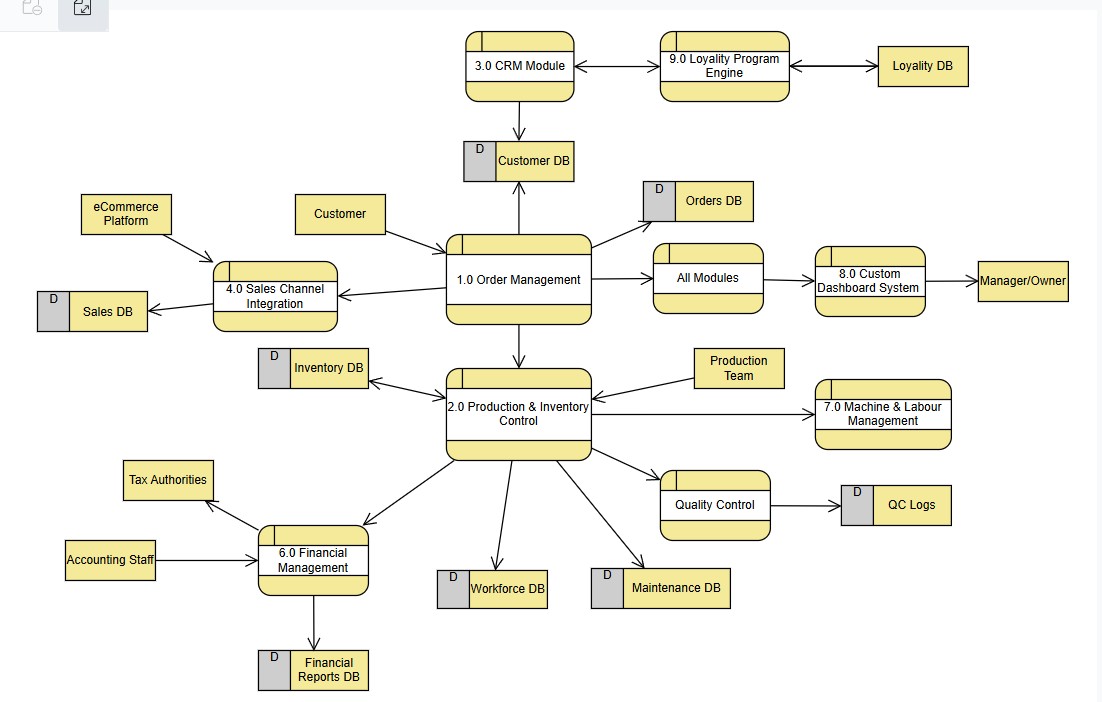 3.0 CRM Module
9.0 Loyality Program
Engine
Loyality DB
D
Customer DB
eCommerce
Platform
Customer
D
Orders DB
1.0 Order Management
All Modules
8.0 Custom
Dashboard System
Manager/Owner
4.0 Sales Channel
Integration
D
Sales DB
D
Inventory DB
Production
Team
2.0 Production & Inventory
Control
7.0 Machine & Labour
Management
Tax Authorities
Quality Control
D
QC Logs
Accounting Staff
6.0 Financial
Management
D
Workforce DB
D
Maintenance DB
D
Financial
Reports DB